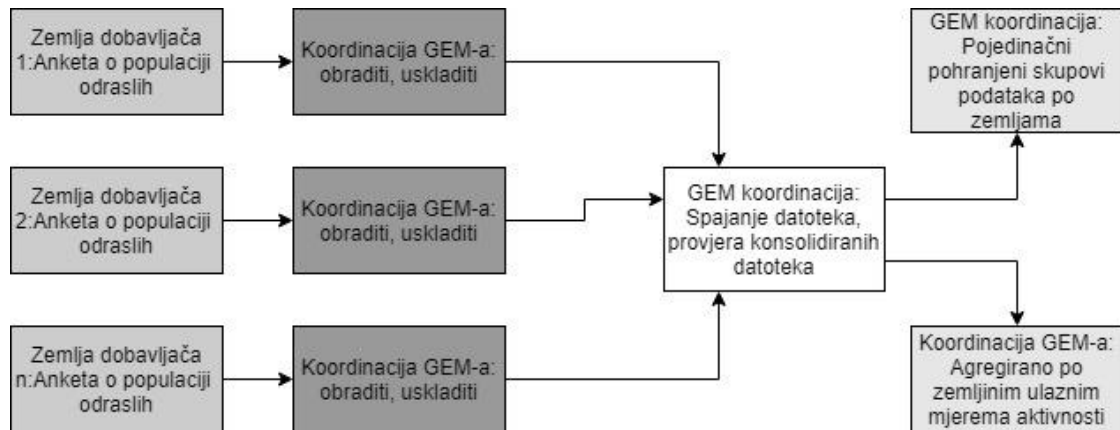 Zemlja dobavljača
1:Anketa o populaciji
odraslih
Koordinacija GEM-a:
obraditi, uskladiti
GEM koordinacija:
Pojedinačni
pohranjeni skupovi
podataka po
zemljama
Zemlja dobavljača
2:Anketa o populaciji
odraslih
Koordinacija GEM-a:
obraditi, uskladiti
GEM koordinacija:
Spajanje datoteka,
provjera konsolidiranih
datoteka
Zemlja dobavljača
n:Anketa o populaciji
odraslih
Koordinacija GEM-a:
obraditi, uskladiti
Koordinacija GEM-a:
Agregirano po
zemljinim ulaznim
mjerema aktivnosti